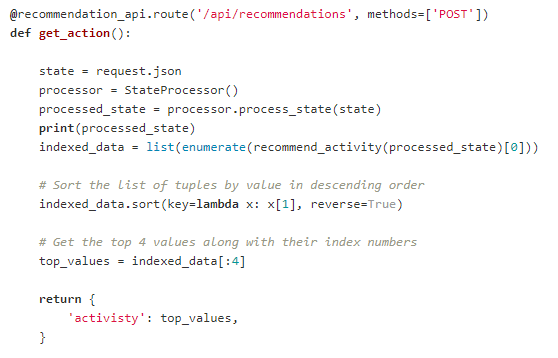 @recommendation_api.route('/api/recommendations', methods=['POST'])
def get_action():
    state = request.json
    processor = StateProcessor()
    processed_state = processor.process_state(state)
    print(processed_state)
    indexed_data = list(enumerate(recommend_activity(processed_state)[0]))
    # Sort the list of tuples by value in descending order
    indexed_data.sort(key=lambda x: x[1], reverse=True)
    # Get the top 4 values along with their index numbers
    top_values = indexed_data[:4]
    return {
        'activisty': top_values,
    }